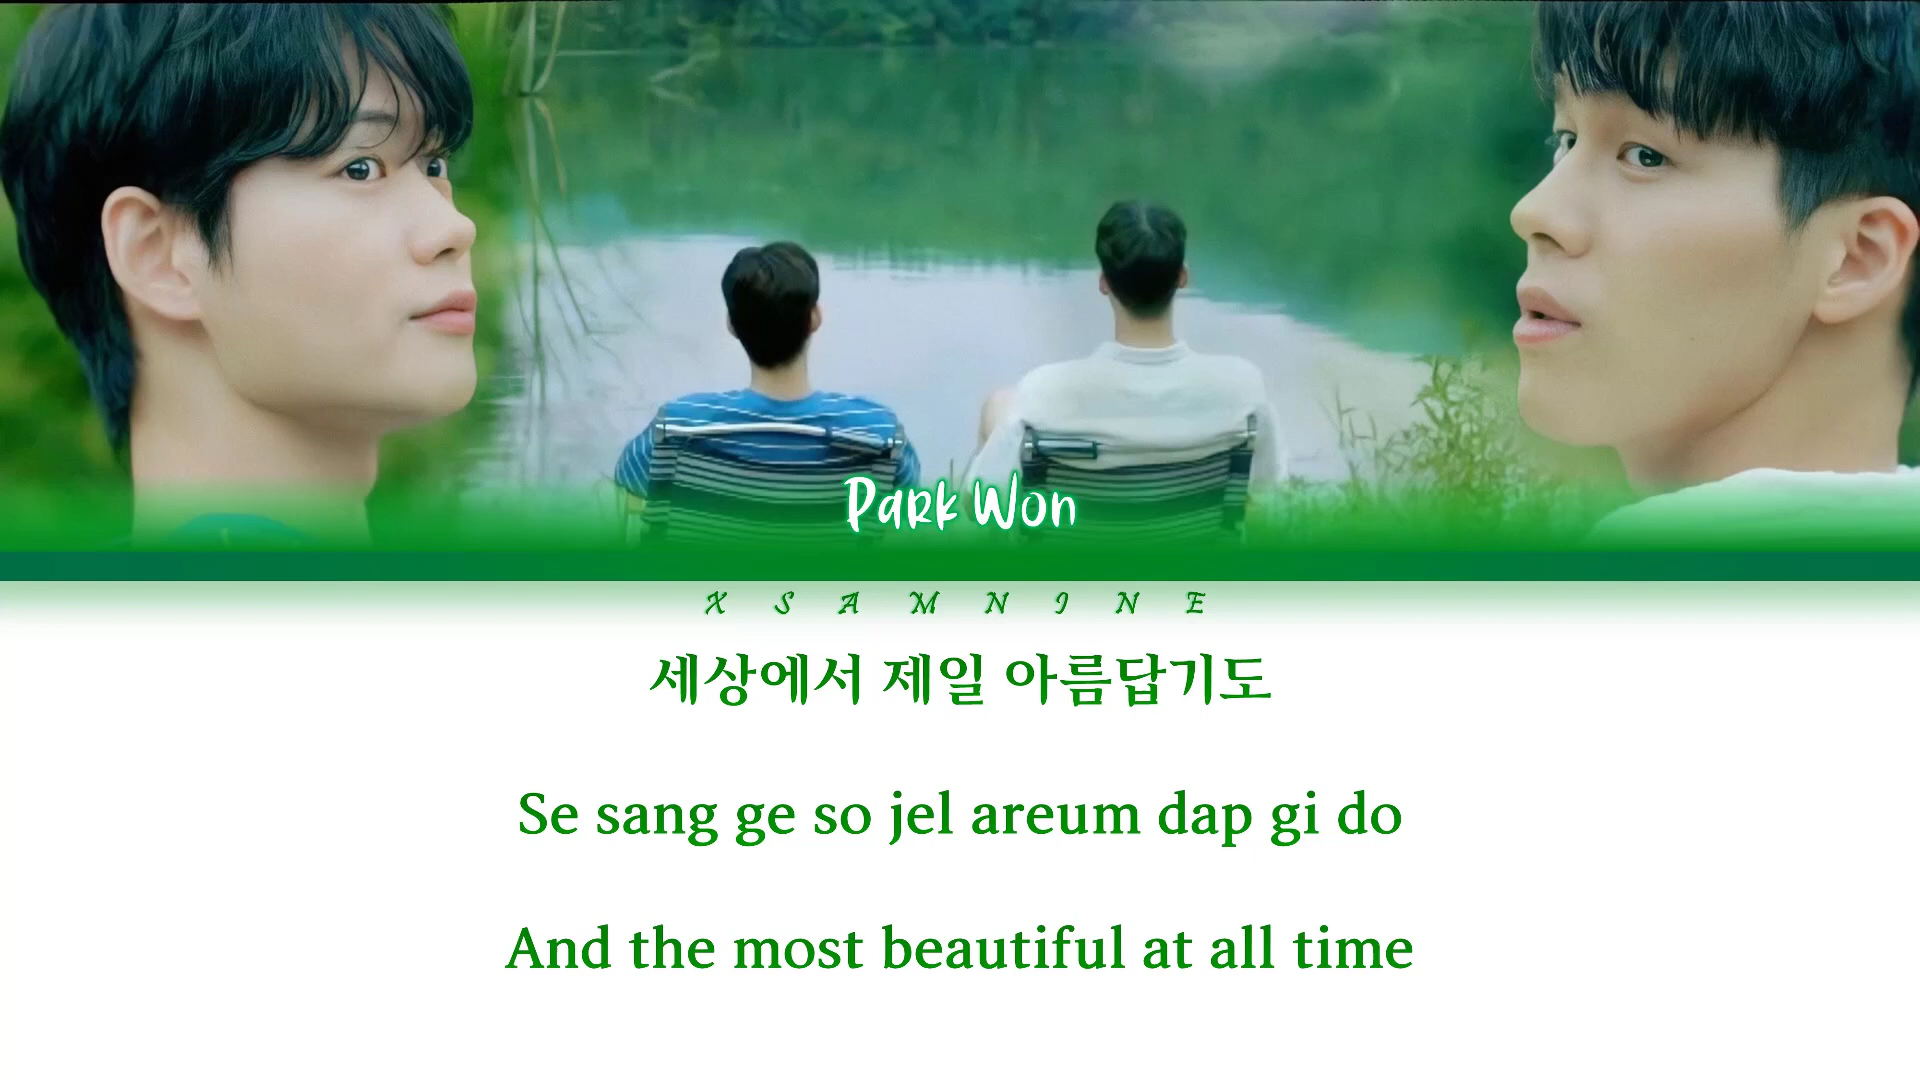 Park Won
X S A M N I N E
세상에서 제일 아름답기도
Se sang ge so jel areum dap gi do
And the most beautiful at all time